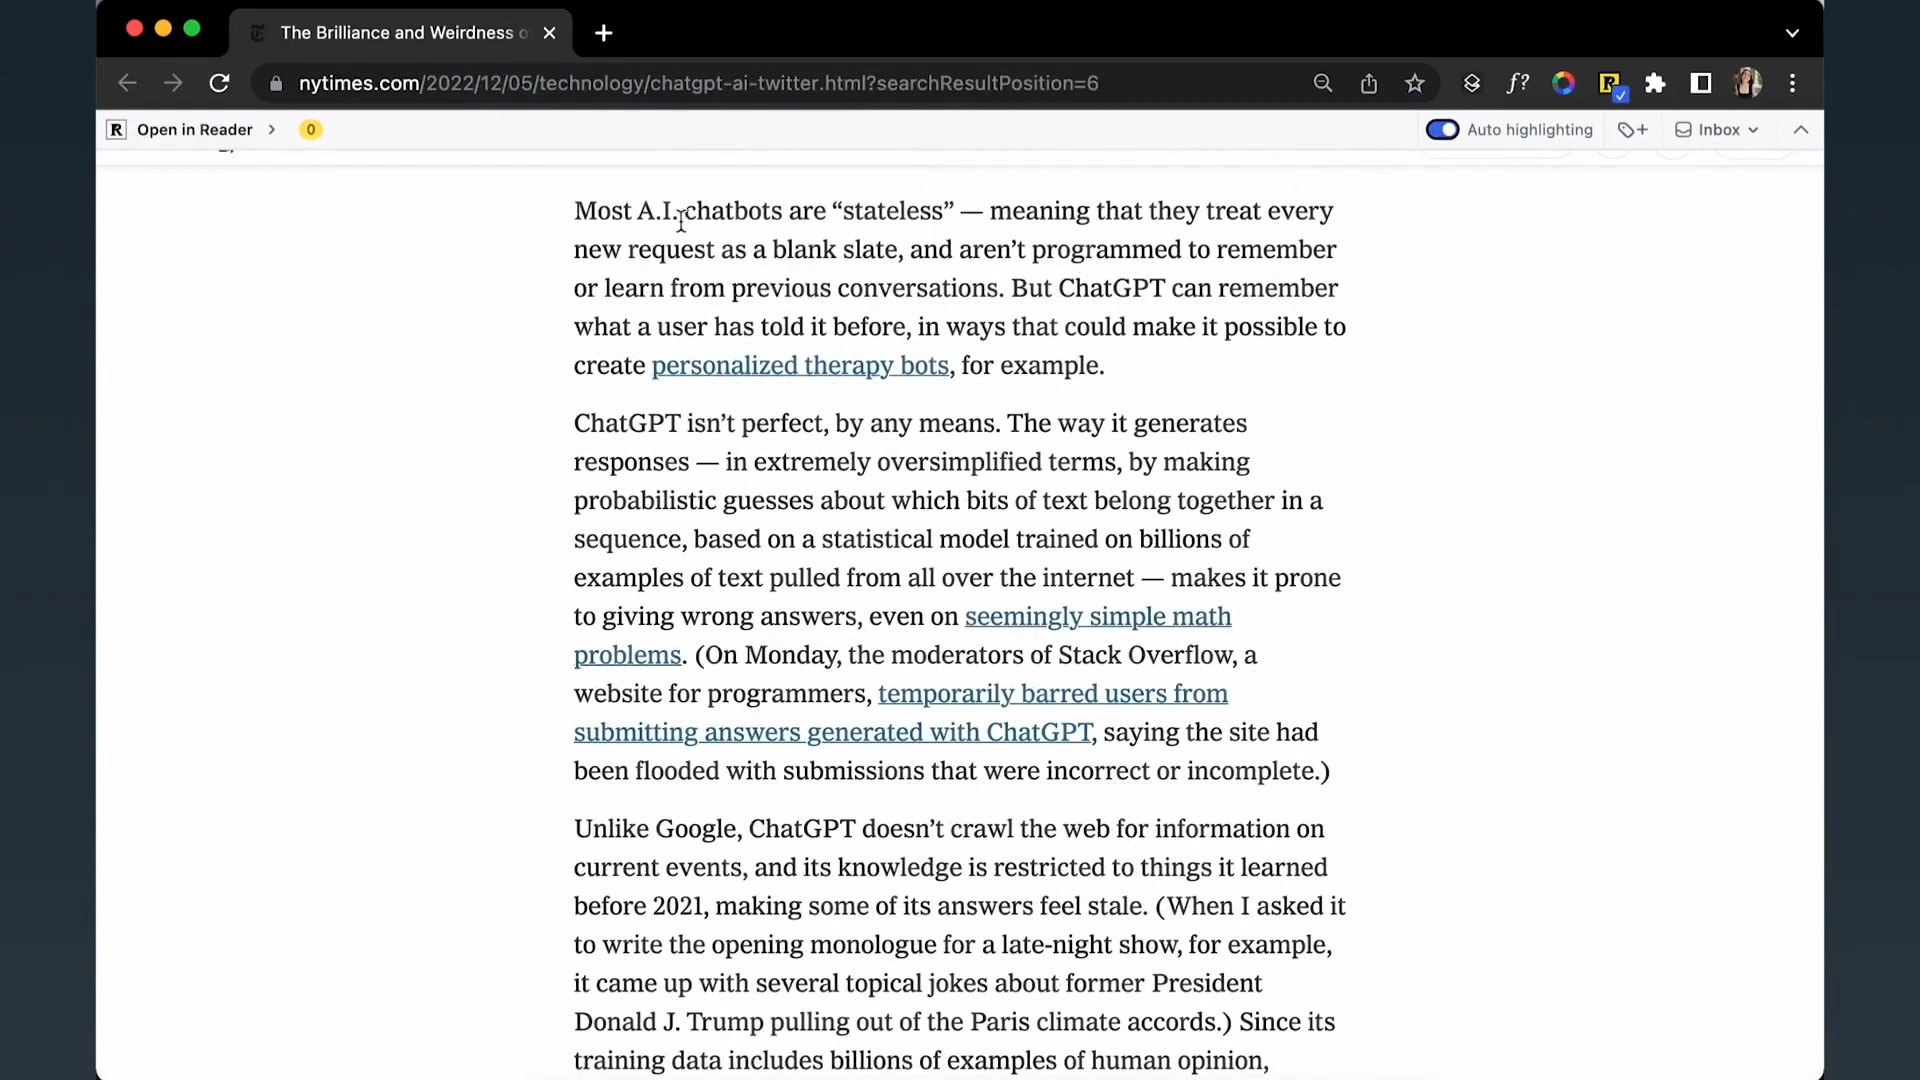 The Brilliance and Weirdness o
nytimes.com/2022/12/05/technology/chatgpt-ai-twitter.html?searchResultPosition=6
f?
R Open in Reader
0
Auto highlighting
Inbox
Most A.I. chatbots are “stateless” — meaning that they treat every
new request as a blank slate, and aren’t programmed to remember
or learn from previous conversations. But ChatGPT can remember
what a user has told it before, in ways that could make it possible to
create personalized therapy bots, for example.
ChatGPT isn’t perfect, by any means. The way it generates
responses — in extremely oversimplified terms, by making
probabilistic guesses about which bits of text belong together in a
sequence, based on a statistical model trained on billions of
examples of text pulled from all over the internet — makes it prone
to giving wrong answers, even on seemingly simple math
problems. (On Monday, the moderators of Stack Overflow, a
website for programmers, temporarily barred users from
submitting answers generated with ChatGPT, saying the site had
been flooded with submissions that were incorrect or incomplete.)
Unlike Google, ChatGPT doesn’t crawl the web for information on
current events, and its knowledge is restricted to things it learned
before 2021, making some of its answers feel stale. (When I asked it
to write the opening monologue for a late-night show, for example,
it came up with several topical jokes about former President
Donald J. Trump pulling out of the Paris climate accords.) Since its
training data includes billions of examples of human opinion,